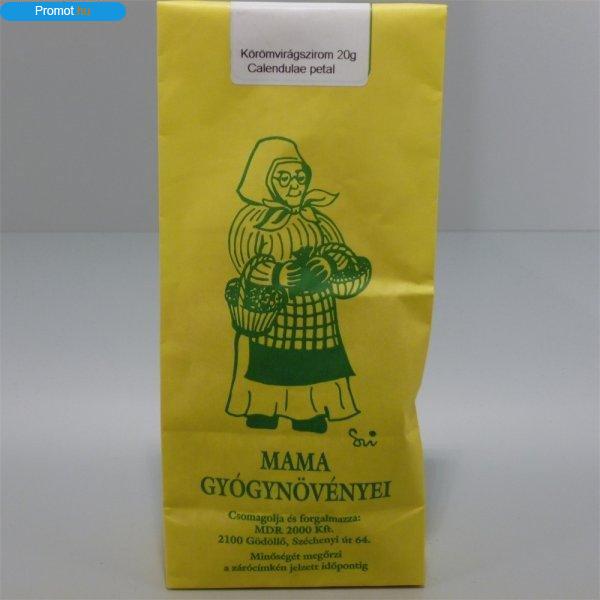 Promot.hu
Körömvirágszirom 20g
Calendulae petal
Sri
MAMA
GYÓGYNÖVÉNYEI
Csomagolja és forgalmazza:
MDR 2000 Kft.
2100 Gödöllő, Széchenyi út 64.
Minőségét megőrzi
a zárócímkén jelzett időpontig